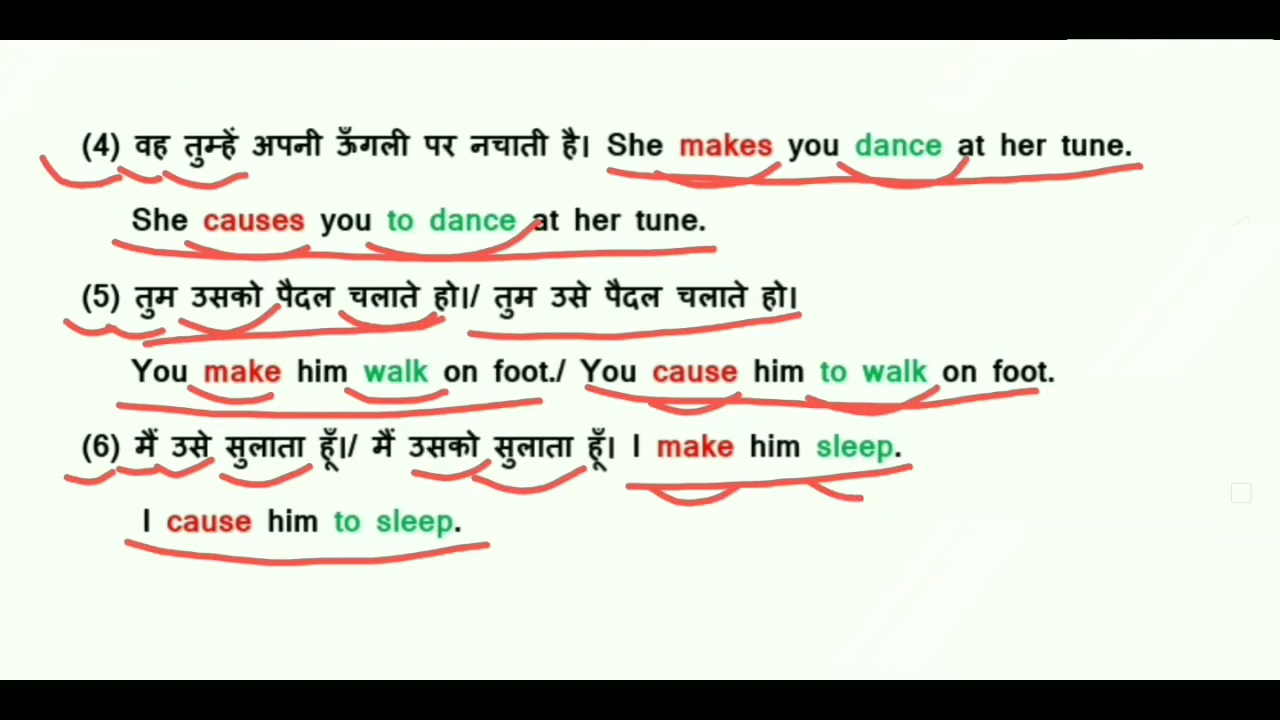 (4) वह तुम्हें अपनी ऊँगली पर नचाती है। She makes you dance at her tune.
She causes you to dance at her tune.
(5) तुम उसको पैदल चलाते हो।/ तुम उसे पैदल चलाते हो।
You make him walk on foot./ You cause him to walk on foot.
(6) मैं उसे सुलाता हूँ।/ मैं उसको सुलाता हूँ। I make him sleep.
I cause him to sleep.